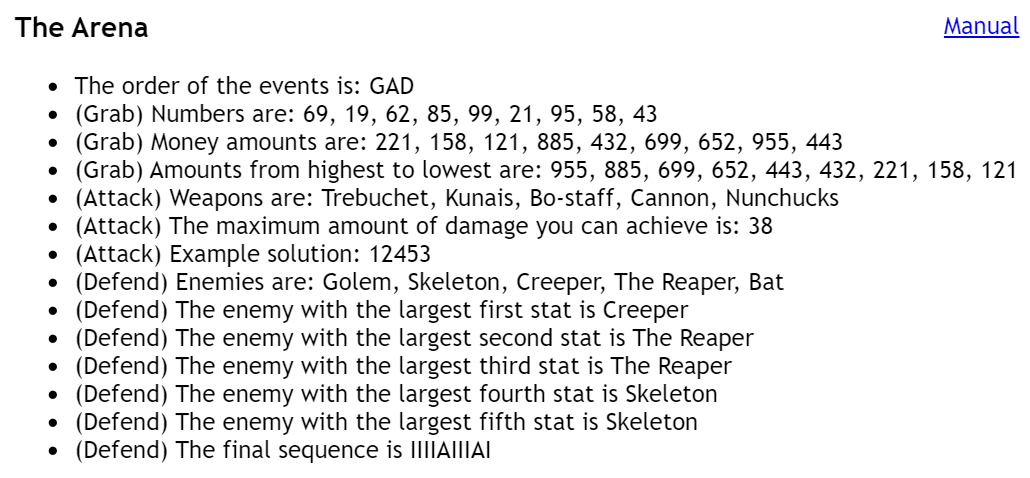 The Arena
Manual
The order of the events is: GAD
(Grab) Numbers are: 69, 19, 62, 85, 99, 21, 95, 58, 43
(Grab) Money amounts are: 221, 158, 121, 885, 432, 699, 652, 955, 443
(Grab) Amounts from highest to lowest are: 955, 885, 699, 652, 443, 432, 221, 158, 121
(Attack) Weapons are: Trebuchet, Kunais, Bo-staff, Cannon, Nunchucks
(Attack) The maximum amount of damage you can achieve is: 38
(Attack) Example solution: 12453
(Defend) Enemies are: Golem, Skeleton, Creeper, The Reaper, Bat
(Defend) The enemy with the largest first stat is Creeper
(Defend) The enemy with the largest second stat is The Reaper
(Defend) The enemy with the largest third stat is The Reaper
(Defend) The enemy with the largest fourth stat is Skeleton
(Defend) The enemy with the largest fifth stat is Skeleton
(Defend) The final sequence is IIIIAIIIAI